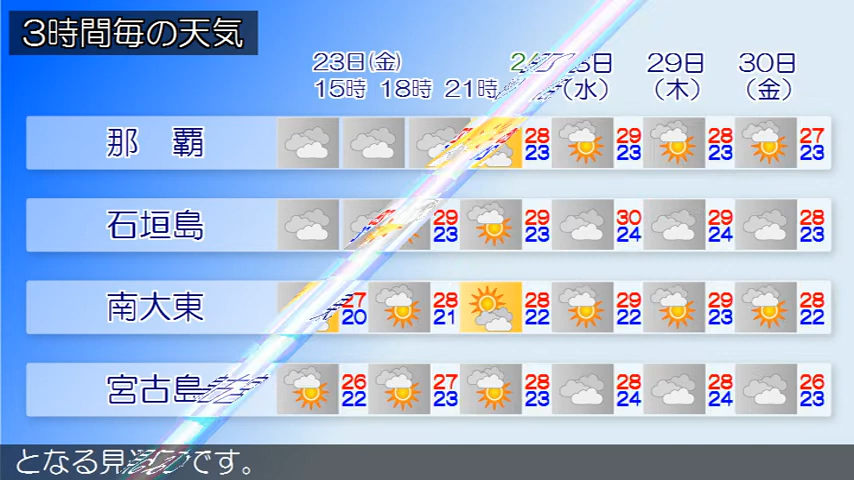 3時間毎の天気
23日(金)
15時 18時 21時
日 29日 30日
(水) (木) (金)
那覇 28 23 29 23 28 23 27 23
石垣島 29 23 29 23 30 24 29 24 28 23
南大東 27 20 28 21 28 22 29 22 29 23 28 22
宮古島 26 22 27 23 28 23 28 24 28 24 26 23
となる見 です。